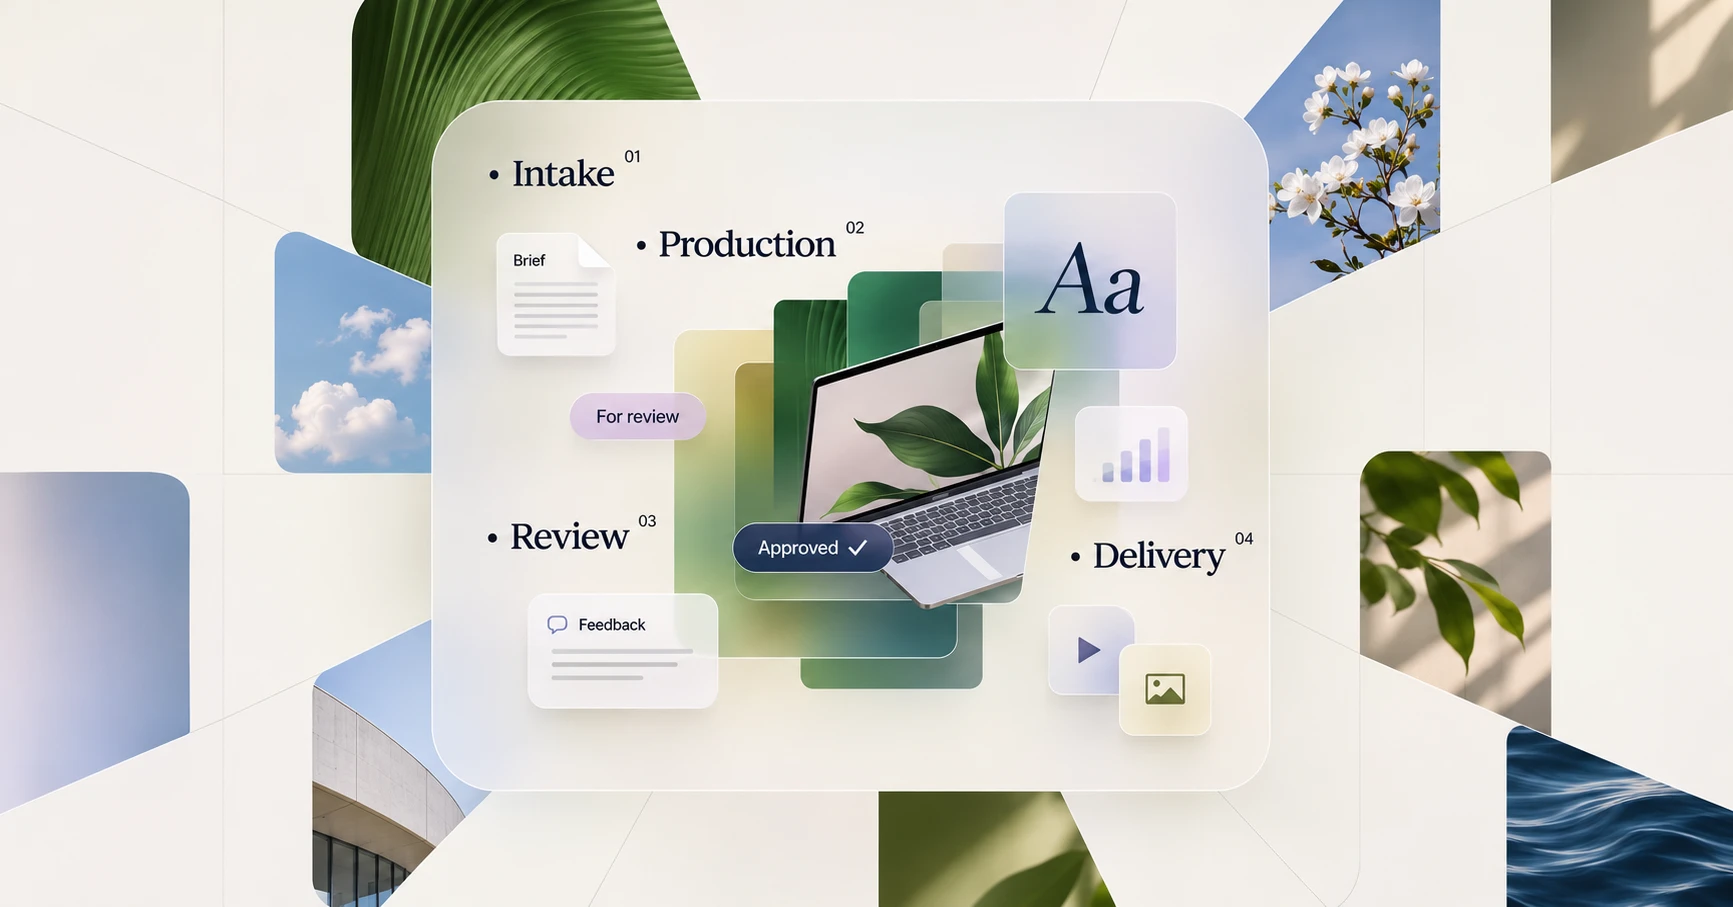 • Intake 01
Brief
• Production 02
Aa
For review
• Review 03
Approved ✓
Feedback
• Delivery 04